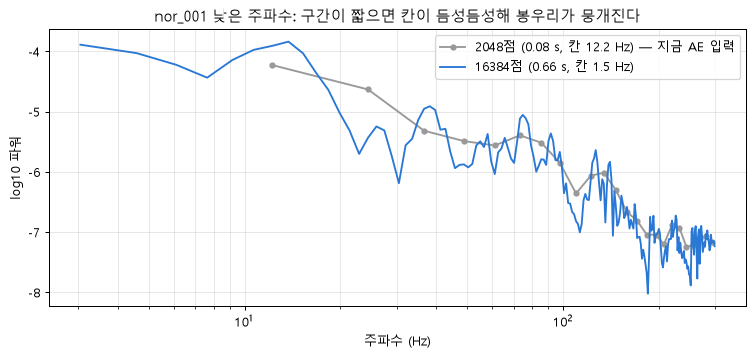 nor_001 낮은 주파수: 구간이 짧으면 칸이 듬성듬성해 봉우리가 뭉개진다
2048점 (0.08 s, 칸 12.2 Hz) — 지금 AE 입력
16384점 (0.66 s, 칸 1.5 Hz)
log10 파워
-4
-5
-6
-7
-8
10¹ 10²
주파수 (Hz)